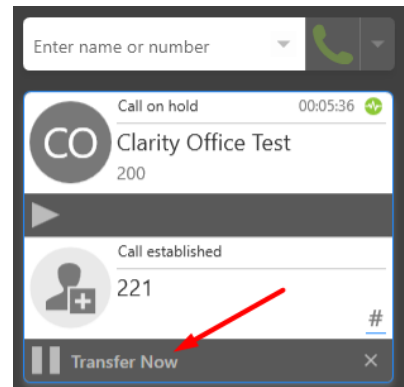 Enter name or number
Call on hold 00:05:36
CO Clarity Office Test
200
Call established
221
#
Transfer Now